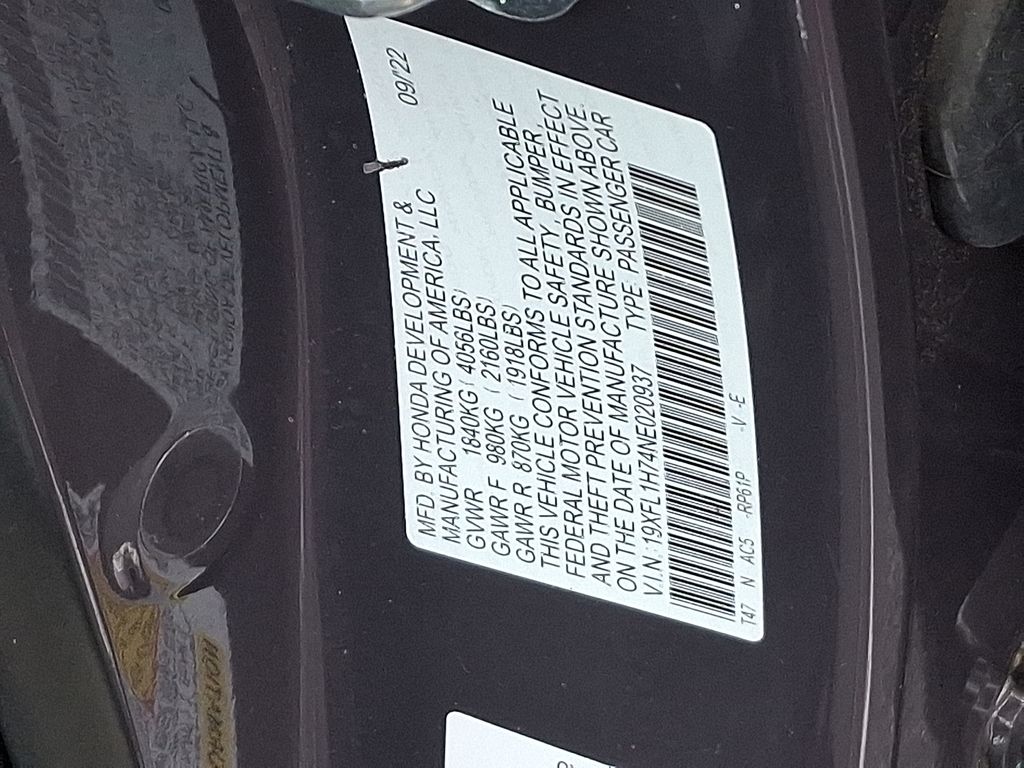 MFD. BY HONDA DEVELOPMENT & 09/'22
MANUFACTURING OF AMERICA, LLC
GVWR 1840KG ( 4056LBS)
GAWR F 980KG ( 2160LBS)
GAWR R 870KG ( 1918LBS)
THIS VEHICLE CONFORMS TO ALL APPLICABLE
FEDERAL MOTOR VEHICLE SAFETY, BUMPER,
AND THEFT PREVENTION STANDARDS IN EFFECT
ON THE DATE OF MANUFACTURE SHOWN ABOVE.
V.I.N.:19XFL1H74NE020937 TYPE PASSENGER CAR
T47 N AC5 -RP61P -V -E